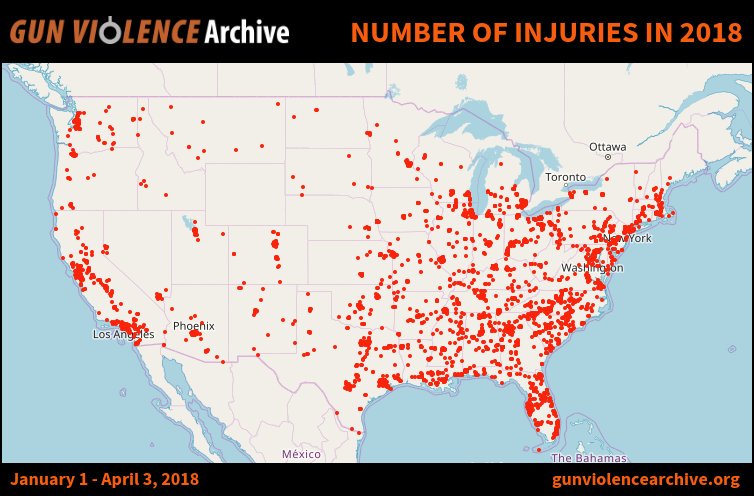 GUN VIOLENCE Archive
NUMBER OF INJURIES IN 2018
Ottawa
Toronto
New York
Washington
Phoenix
Los Angeles
México
The Bahamas
January 1 - April 3, 2018
gunviolencearchive.org